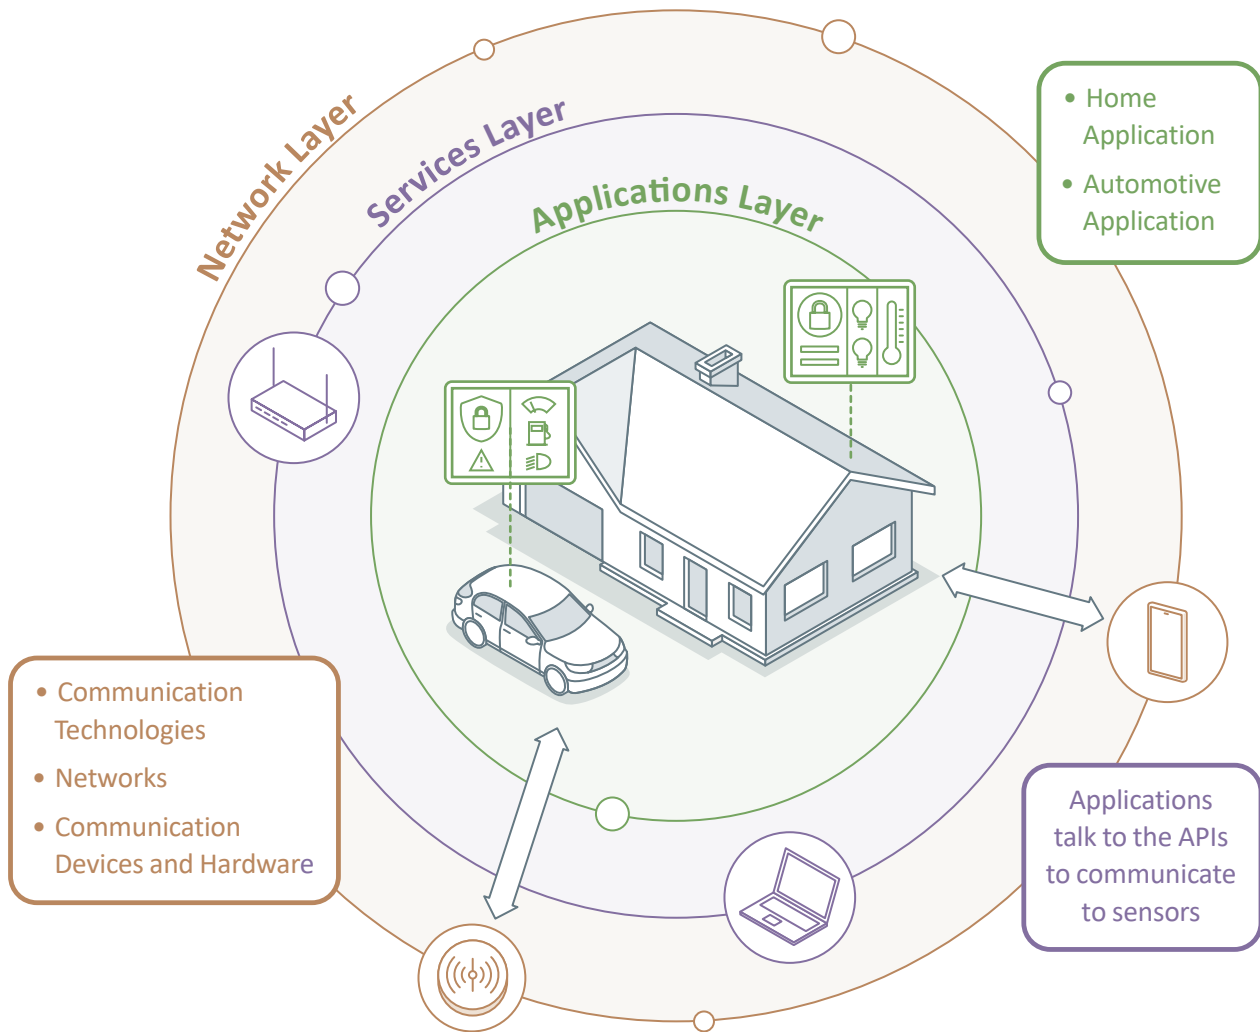 Network Layer
Services Layer
Applications Layer
• Home
Application
• Automotive
Application
• Communication
Technologies
• Networks
• Communication
Devices and Hardware
Applications
talk to the APIs
to communicate
to sensors